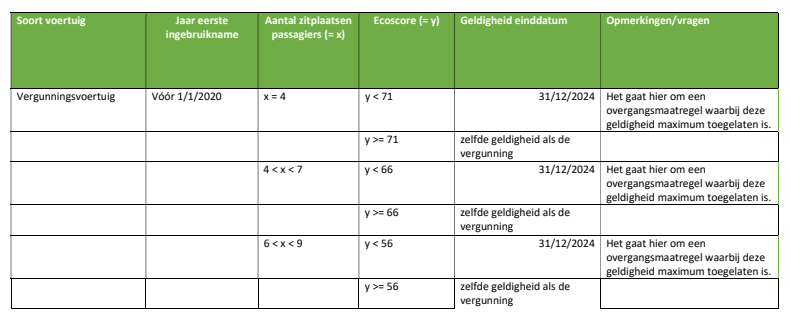 Soort voertuig
Jaar eerste
ingebruikname
Aantal zitplaatsen
passagiers (= x)
Ecoscore (= y)
Geldigheid einddatum
Opmerkingen/vragen
Vergunningsvoertuig
Vóór 1/1/2020
x = 4
y < 71
31/12/2024
Het gaat hier om een
overgangsmaatregel waarbij deze
geldigheid maximum toegelaten is.
y >= 71
zelfde geldigheid als de
vergunning
4 < x < 7
y < 66
31/12/2024
Het gaat hier om een
overgangsmaatregel waarbij deze
geldigheid maximum toegelaten is.
y >= 66
zelfde geldigheid als de
vergunning
6 < x < 9
y < 56
31/12/2024
Het gaat hier om een
overgangsmaatregel waarbij deze
geldigheid maximum toegelaten is.
y >= 56
zelfde geldigheid als de
vergunning